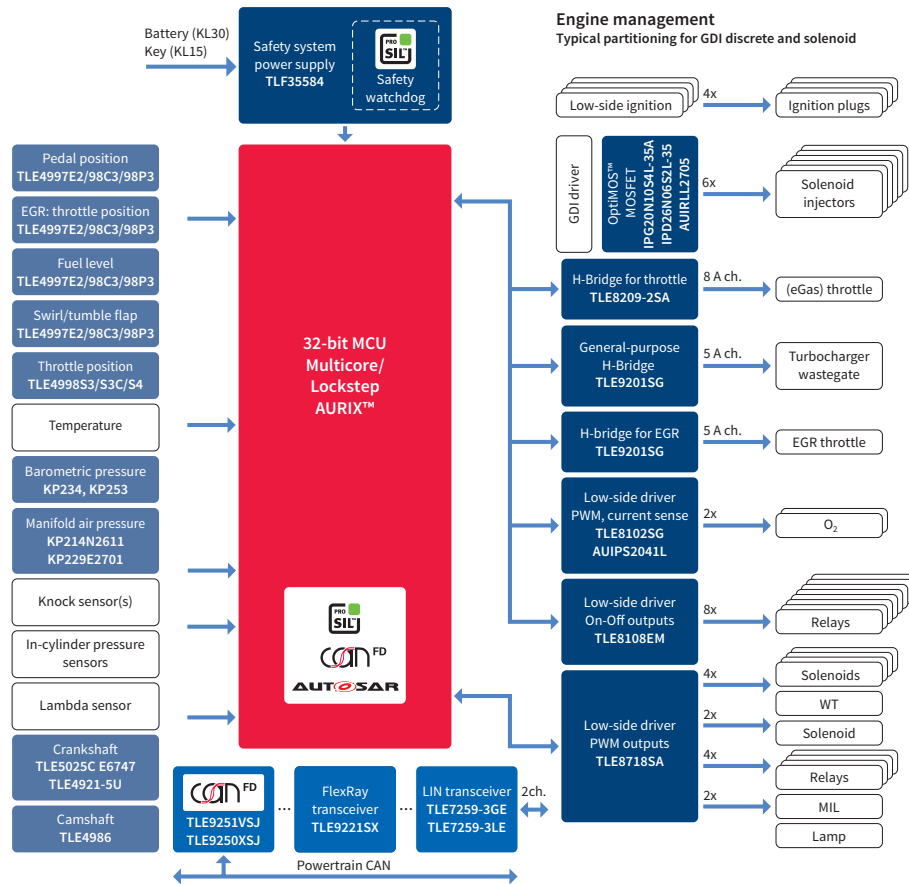 Engine management
Typical partitioning for GDI discrete and solenoid
Battery (KL30)
Key (KL15)
Safety system
power supply
TLF35584
PRO
SIL
Safety
watchdog
Pedal position
TLE4997E2/98C3/98P3
EGR: throttle position
TLE4997E2/98C3/98P3
Fuel level
TLE4997E2/98C3/98P3
Swirl/tumble flap
TLE4997E2/98C3/98P3
Throttle position
TLE4998S3/S3C/S4
Temperature
Barometric pressure
KP234, KP253
Manifold air pressure
KP214N2611
KP229E2701
Knock sensor(s)
In-cylinder pressure
sensors
Lambda sensor
Crankshaft
TLE5025C E6747
TLE4921-5U
Camshaft
TLE4986
32-bit MCU
Multicore/
Lockstep
AURIX™
PRO
SIL
CAN FD
AUTOSAR
CAN FD
TLE9251VSJ
TLE9250XSJ
...
FlexRay
transceiver
TLE9221SX
...
LIN transceiver
TLE7259-3GE
TLE7259-3LE
2ch.
Powertrain CAN
Low-side ignition
4x
Ignition plugs
GDI driver
OptiMOS™
MOSFET
IPG20N10S4L-35A
IPD26N06S2L-35
AUIRLL2705
6x
Solenoid
injectors
H-Bridge for throttle
TLE8209-2SA
8 A ch.
(eGas) throttle
General-purpose
H-Bridge
TLE9201SG
5 A ch.
Turbocharger
wastegate
H-bridge for EGR
TLE9201SG
5 A ch.
EGR throttle
Low-side driver
PWM, current sense
TLE8102SG
AUIPS2041L
2x
O₂
Low-side driver
On-Off outputs
TLE8108EM
8x
Relays
Low-side driver
PWM outputs
TLE8718SA
4x
Solenoids
WT
2x
Solenoid
4x
Relays
2x
MIL
Lamp